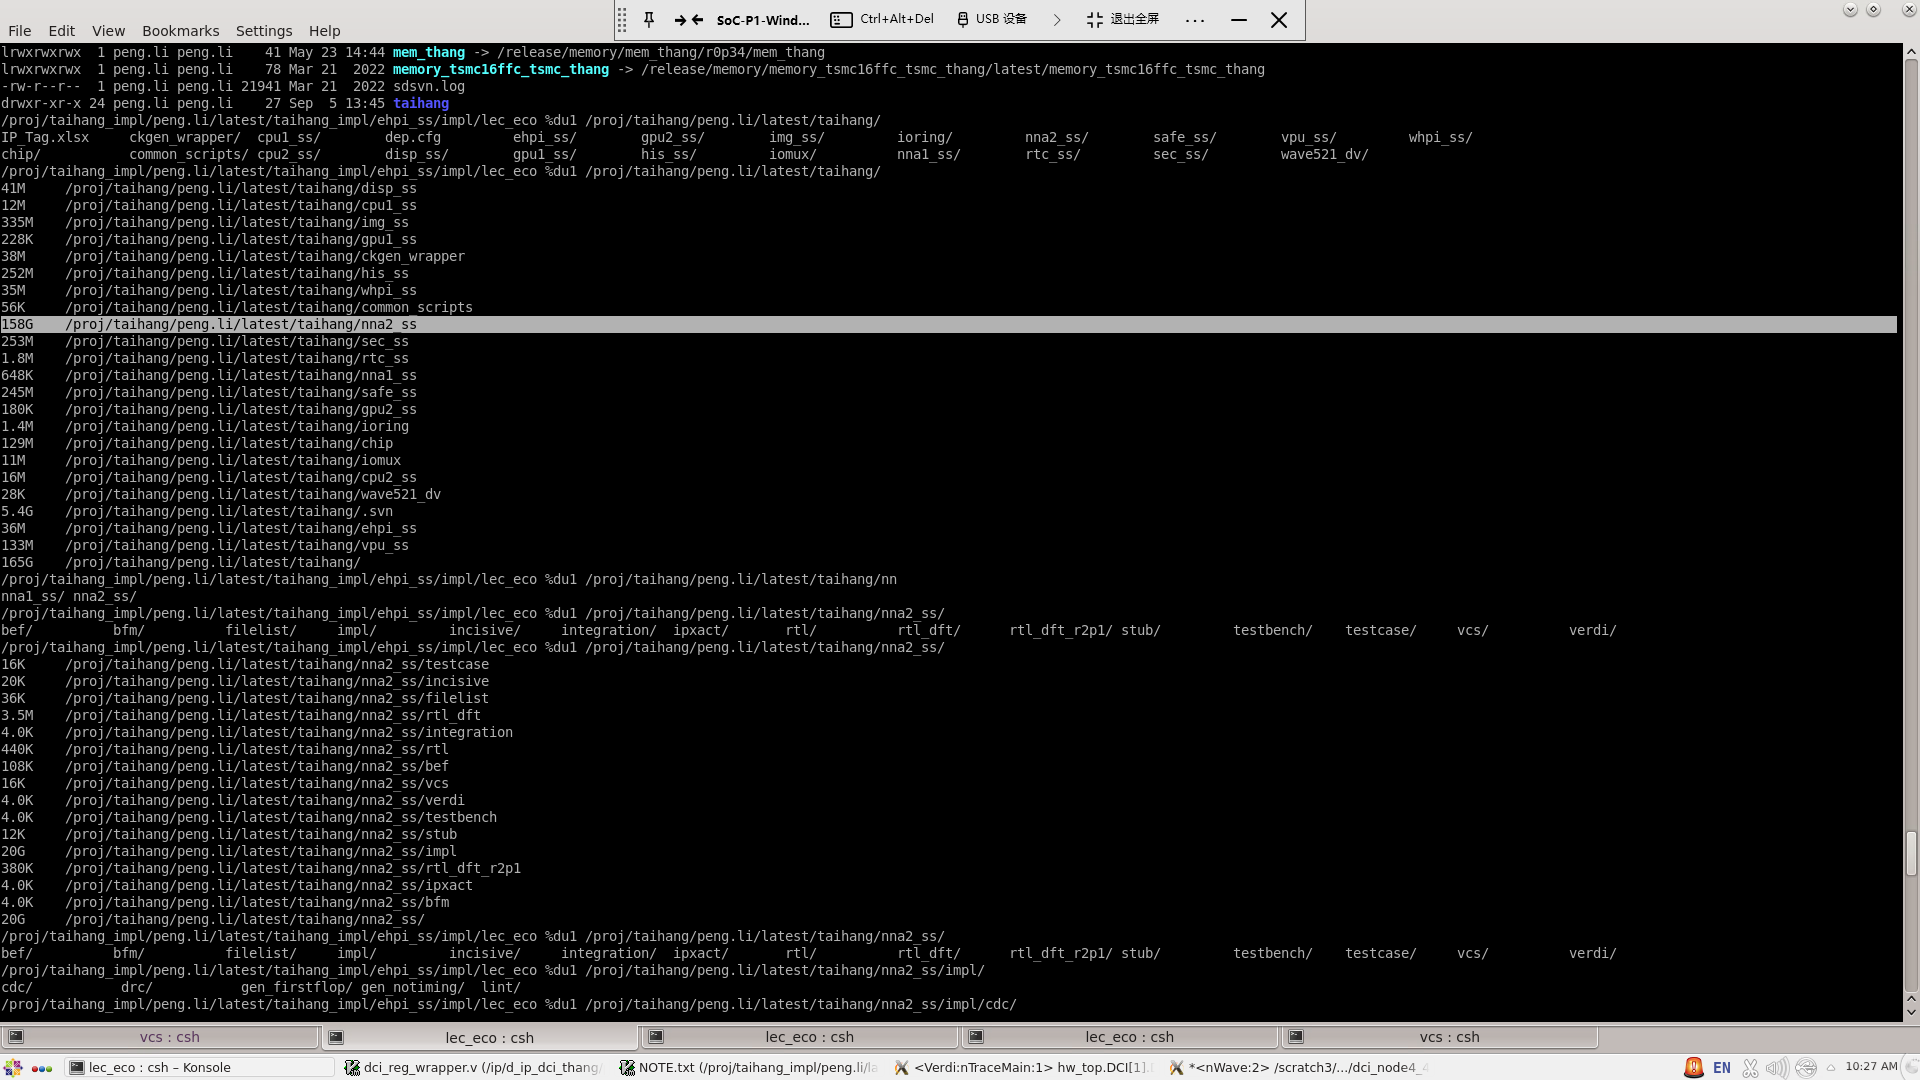 SoC-P1-Wind... Ctrl+Alt+Del USB 设备 退出全屏 ...
File Edit View Bookmarks Settings Help
lrwxrwxrwx  1 peng.li peng.li    41 May 23 14:44 mem_thang -> /release/memory/mem_thang/r0p34/mem_thang
lrwxrwxrwx  1 peng.li peng.li    78 Mar 21  2022 memory_tsmc16ffc_tsmc_thang -> /release/memory/memory_tsmc16ffc_tsmc_thang/latest/memory_tsmc16ffc_tsmc_thang
-rw-r--r--  1 peng.li peng.li 21941 Mar 21  2022 sdsvn.log
drwxr-xr-x 24 peng.li peng.li    27 Sep  5 13:45 taihang
/proj/taihang_impl/peng.li/latest/taihang_impl/ehpi_ss/impl/lec_eco %du1 /proj/taihang/peng.li/latest/taihang/
IP_Tag.xlsx     ckgen_wrapper/  cpu1_ss/        dep.cfg         ehpi_ss/        gpu2_ss/        img_ss/         ioring/         nna2_ss/        safe_ss/        vpu_ss/         whpi_ss/
chip/           common_scripts/ cpu2_ss/        disp_ss/        gpu1_ss/        his_ss/         iomux/          nna1_ss/        rtc_ss/         sec_ss/         wave521_dv/
/proj/taihang_impl/peng.li/latest/taihang_impl/ehpi_ss/impl/lec_eco %du1 /proj/taihang/peng.li/latest/taihang/
41M     /proj/taihang/peng.li/latest/taihang/disp_ss
12M     /proj/taihang/peng.li/latest/taihang/cpu1_ss
335M    /proj/taihang/peng.li/latest/taihang/img_ss
228K    /proj/taihang/peng.li/latest/taihang/gpu1_ss
38M     /proj/taihang/peng.li/latest/taihang/ckgen_wrapper
252M    /proj/taihang/peng.li/latest/taihang/his_ss
35M     /proj/taihang/peng.li/latest/taihang/whpi_ss
56K     /proj/taihang/peng.li/latest/taihang/common_scripts
158G    /proj/taihang/peng.li/latest/taihang/nna2_ss
253M    /proj/taihang/peng.li/latest/taihang/sec_ss
1.8M    /proj/taihang/peng.li/latest/taihang/rtc_ss
648K    /proj/taihang/peng.li/latest/taihang/nna1_ss
245M    /proj/taihang/peng.li/latest/taihang/safe_ss
180K    /proj/taihang/peng.li/latest/taihang/gpu2_ss
1.4M    /proj/taihang/peng.li/latest/taihang/ioring
129M    /proj/taihang/peng.li/latest/taihang/chip
11M     /proj/taihang/peng.li/latest/taihang/iomux
16M     /proj/taihang/peng.li/latest/taihang/cpu2_ss
28K     /proj/taihang/peng.li/latest/taihang/wave521_dv
5.4G    /proj/taihang/peng.li/latest/taihang/.svn
36M     /proj/taihang/peng.li/latest/taihang/ehpi_ss
133M    /proj/taihang/peng.li/latest/taihang/vpu_ss
165G    /proj/taihang/peng.li/latest/taihang/
/proj/taihang_impl/peng.li/latest/taihang_impl/ehpi_ss/impl/lec_eco %du1 /proj/taihang/peng.li/latest/taihang/nn
nna1_ss/ nna2_ss/
/proj/taihang_impl/peng.li/latest/taihang_impl/ehpi_ss/impl/lec_eco %du1 /proj/taihang/peng.li/latest/taihang/nna2_ss/
bef/          bfm/          filelist/     impl/         incisive/     integration/  ipxact/       rtl/          rtl_dft/      rtl_dft_r2p1/ stub/         testbench/    testcase/     vcs/          verdi/
/proj/taihang_impl/peng.li/latest/taihang_impl/ehpi_ss/impl/lec_eco %du1 /proj/taihang/peng.li/latest/taihang/nna2_ss/
16K     /proj/taihang/peng.li/latest/taihang/nna2_ss/testcase
20K     /proj/taihang/peng.li/latest/taihang/nna2_ss/incisive
36K     /proj/taihang/peng.li/latest/taihang/nna2_ss/filelist
3.5M    /proj/taihang/peng.li/latest/taihang/nna2_ss/rtl_dft
4.0K    /proj/taihang/peng.li/latest/taihang/nna2_ss/integration
440K    /proj/taihang/peng.li/latest/taihang/nna2_ss/rtl
108K    /proj/taihang/peng.li/latest/taihang/nna2_ss/bef
16K     /proj/taihang/peng.li/latest/taihang/nna2_ss/vcs
4.0K    /proj/taihang/peng.li/latest/taihang/nna2_ss/verdi
4.0K    /proj/taihang/peng.li/latest/taihang/nna2_ss/testbench
12K     /proj/taihang/peng.li/latest/taihang/nna2_ss/stub
20G     /proj/taihang/peng.li/latest/taihang/nna2_ss/impl
380K    /proj/taihang/peng.li/latest/taihang/nna2_ss/rtl_dft_r2p1
4.0K    /proj/taihang/peng.li/latest/taihang/nna2_ss/ipxact
4.0K    /proj/taihang/peng.li/latest/taihang/nna2_ss/bfm
20G     /proj/taihang/peng.li/latest/taihang/nna2_ss/
/proj/taihang_impl/peng.li/latest/taihang_impl/ehpi_ss/impl/lec_eco %du1 /proj/taihang/peng.li/latest/taihang/nna2_ss/
bef/          bfm/          filelist/     impl/         incisive/     integration/  ipxact/       rtl/          rtl_dft/      rtl_dft_r2p1/ stub/         testbench/    testcase/     vcs/          verdi/
/proj/taihang_impl/peng.li/latest/taihang_impl/ehpi_ss/impl/lec_eco %du1 /proj/taihang/peng.li/latest/taihang/nna2_ss/impl/
cdc/           drc/           gen_firstflop/ gen_notiming/  lint/
/proj/taihang_impl/peng.li/latest/taihang_impl/ehpi_ss/impl/lec_eco %du1 /proj/taihang/peng.li/latest/taihang/nna2_ss/impl/cdc/
vcs : csh lec_eco : csh lec_eco : csh lec_eco : csh vcs : csh
lec_eco : csh – Konsole dci_reg_wrapper.v (/ip/d_ip_dci_thang/ NOTE.txt (/proj/taihang_impl/peng.li/la <Verdi:nTraceMain:1> hw_top.DCI[1]. *<nWave:2> /scratch3/.../dci_node4_ EN 10:27 AM